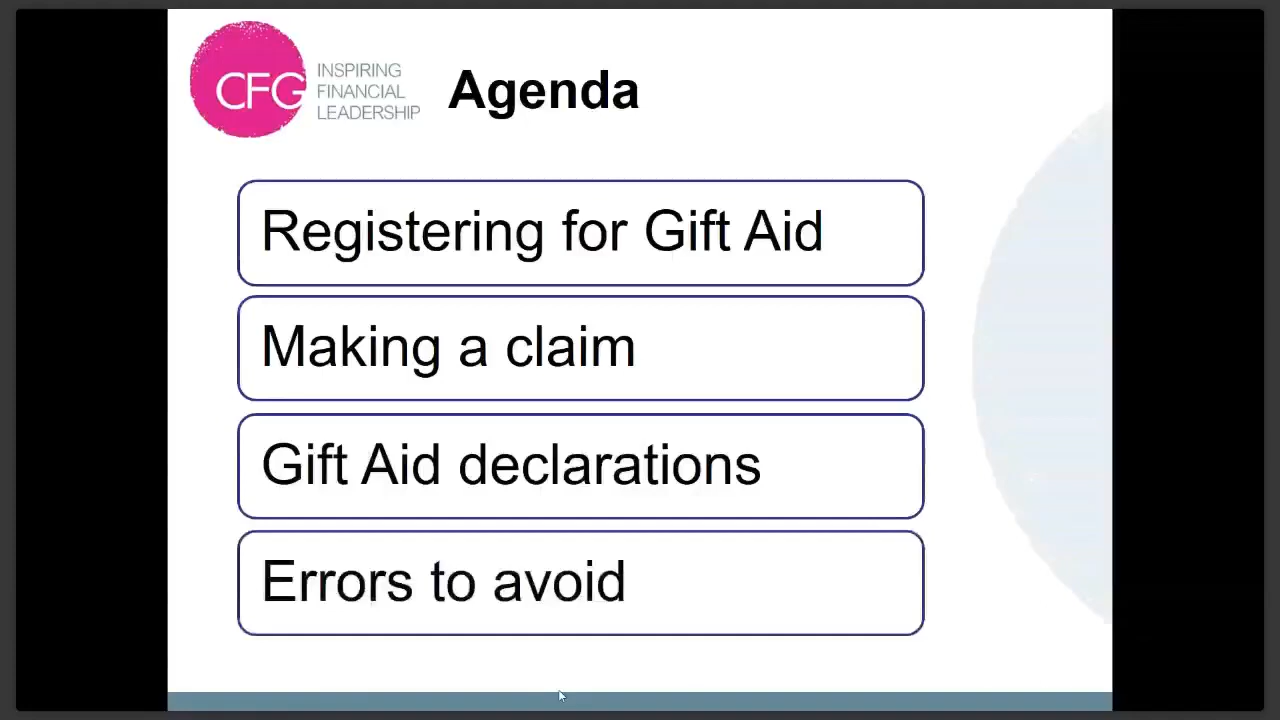 CFG
INSPIRING
FINANCIAL
LEADERSHIP
Agenda
Registering for Gift Aid
Making a claim
Gift Aid declarations
Errors to avoid